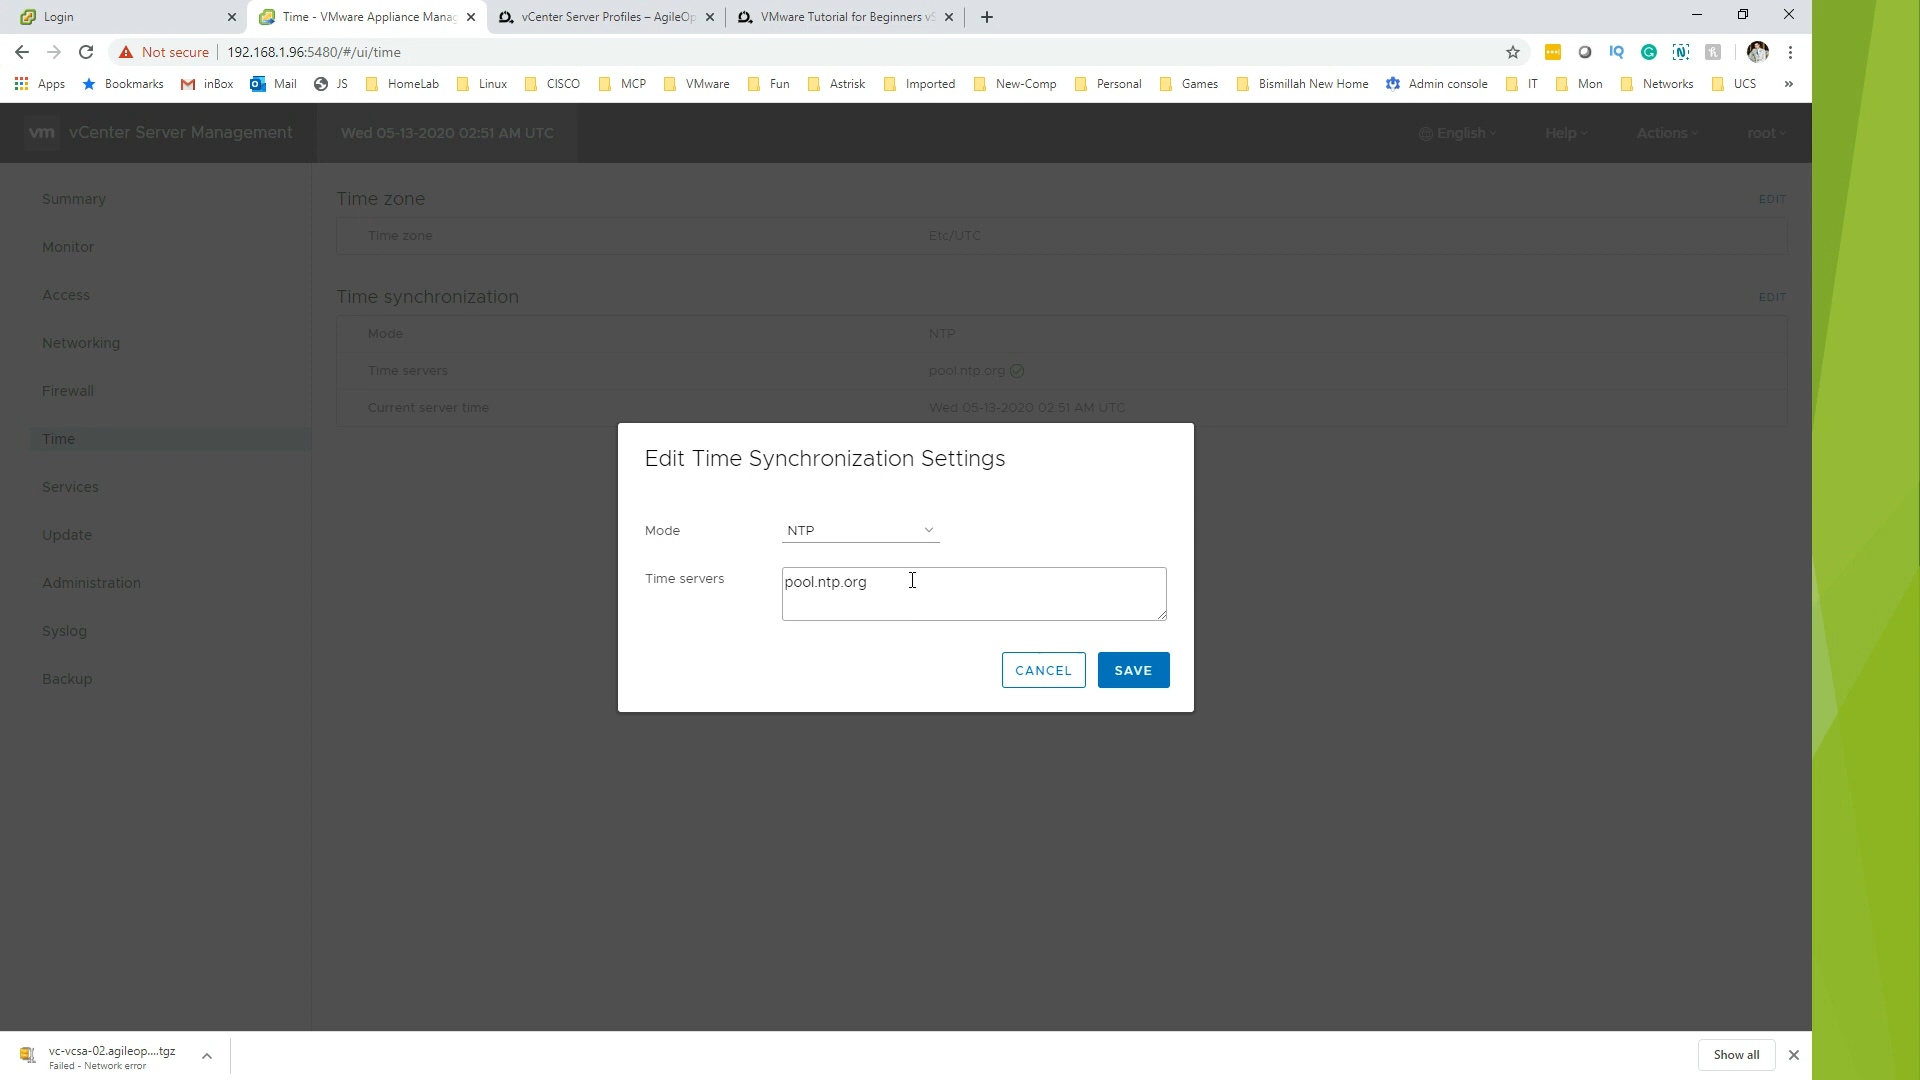 Login
Time - VMware Appliance Manag
vCenter Server Profiles – AgileOp
VMware Tutorial for Beginners vS
Not secure
192.168.1.96:5480/#/ui/time
Apps
Bookmarks
inBox
Mail
JS
HomeLab
Linux
CISCO
MCP
VMware
Fun
Astrisk
Imported
New-Comp
Personal
Games
Bismillah New Home
Admin console
IT
Mon
Networks
UCS
»
vm vCenter Server Management
Wed 05-13-2020 02:51 AM UTC
English
Help
Actions
root
Summary
Monitor
Access
Networking
Firewall
Time
Services
Update
Administration
Syslog
Backup
Time zone
EDIT
Time zone Etc/UTC
Time synchronization
EDIT
Mode NTP
Time servers pool.ntp.org
Current server time Wed 05-13-2020 02:51 AM UTC
Edit Time Synchronization Settings
Mode NTP
Time servers pool.ntp.org
CANCEL
SAVE
vc-vcsa-02.agileop....tgz
Failed - Network error
Show all